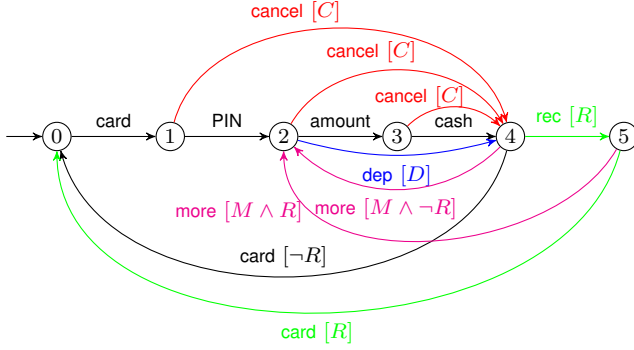 cancel [C]
cancel [C]
cancel [C]
card PIN amount cash rec [R]
0 1 2 3 4 5
dep [D]
more [M ∧ R] more [M ∧ ¬R]
card [¬R]
card [R]